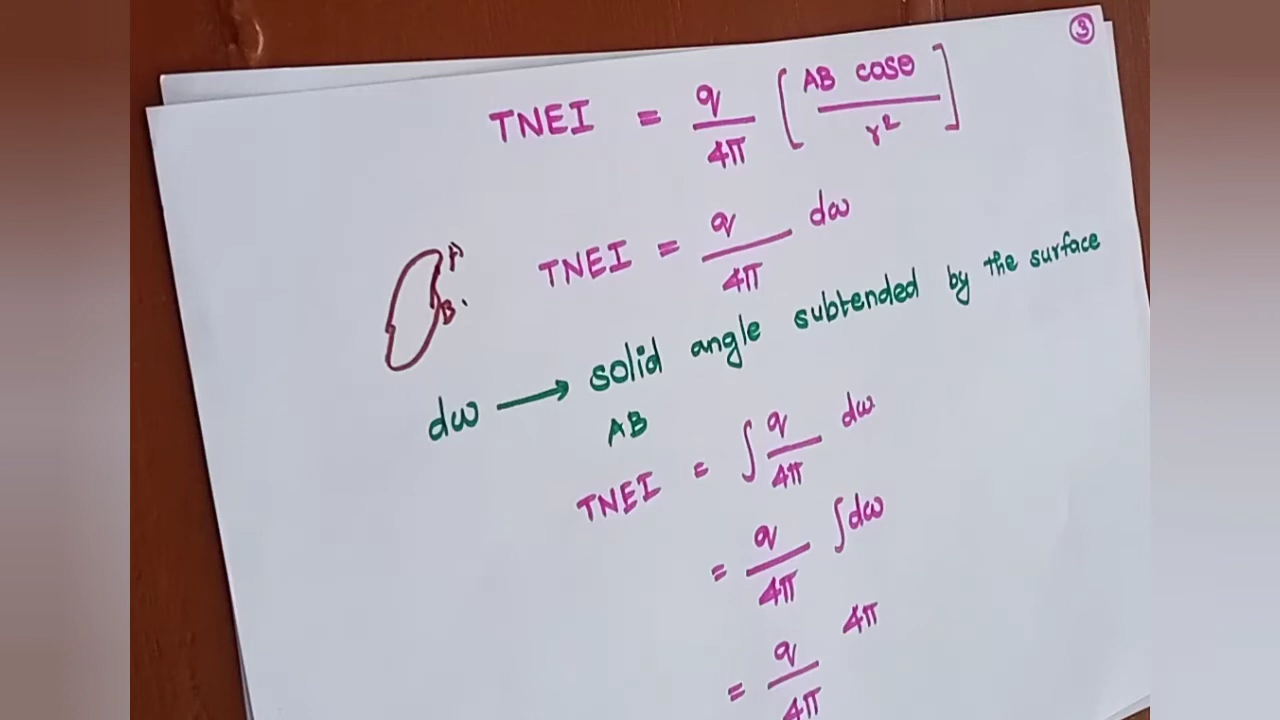 ③
TNEI = q/4π [AB cosθ / r²]
TNEI = q/4π dω
A
B.
dω → solid angle subtended by the surface
AB
TNEI = ∫ q/4π dω
= q/4π ∫dω
= q/4π 4π